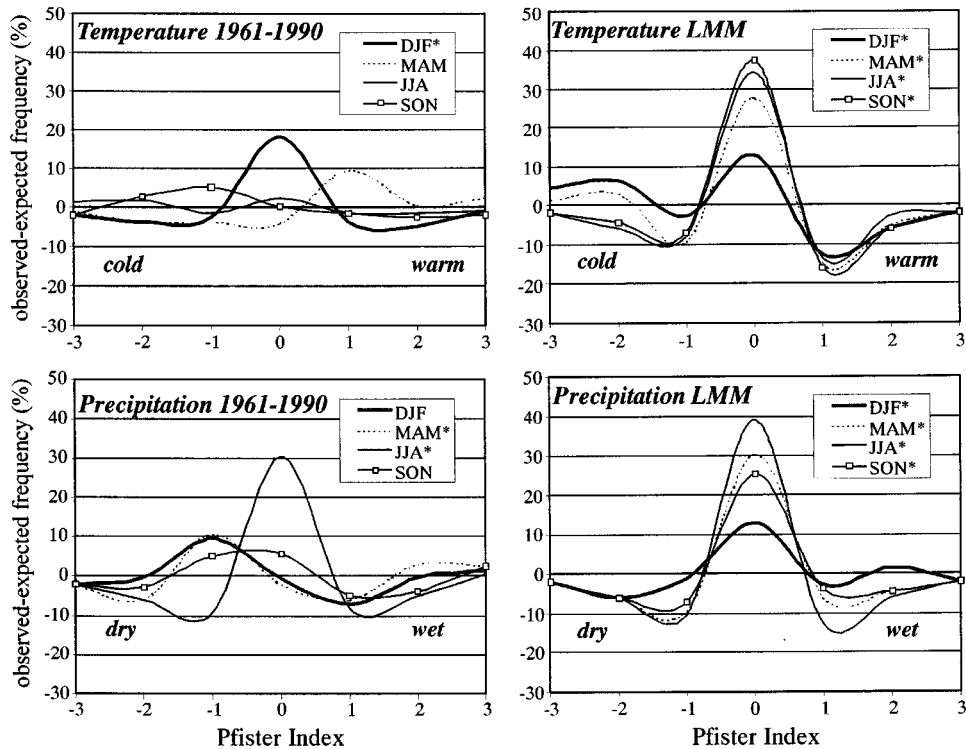 Temperature 1961-1990
observed-expected frequency (%)
50
40
30
20
10
0
-10
-20
-30
DJF*
MAM
JJA
SON
cold
warm
-3
-2
-1
0
1
2
3
Temperature LMM
50
40
30
20
10
0
-10
-20
-30
DJF*
MAM*
JJA*
SON*
cold
warm
-3
-2
-1
0
1
2
3
Precipitation 1961-1990
observed-expected frequency (%)
50
40
30
20
10
0
-10
-20
-30
DJF
MAM*
JJA*
SON
dry
wet
-3
-2
-1
0
1
2
3
Pfister Index
Precipitation LMM
50
40
30
20
10
0
-10
-20
-30
DJF*
MAM*
JJA*
SON*
dry
wet
-3
-2
-1
0
1
2
3
Pfister Index